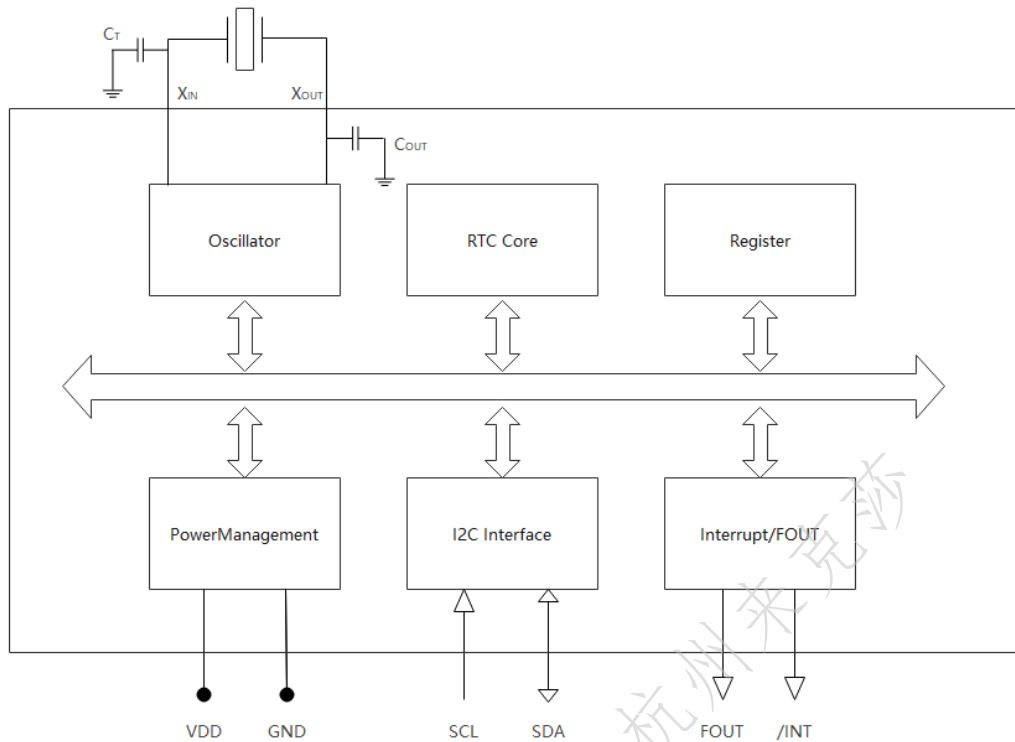 CT
XIN XOUT
COUT
Oscillator RTC Core Register
PowerManagement I2C Interface Interrupt/FOUT
VDD GND SCL SDA FOUT /INT
杭州来克莎